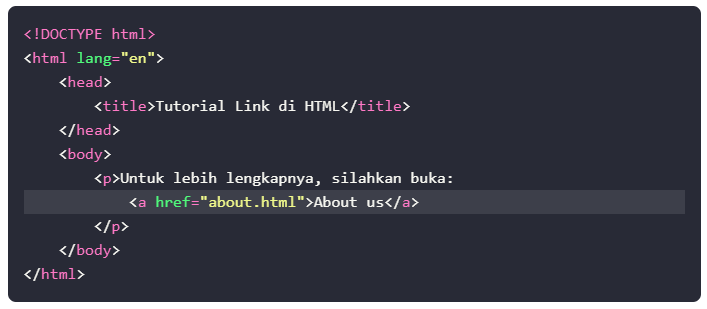 <!DOCTYPE html>
<html lang="en">
    <head>
        <title>Tutorial Link di HTML</title>
    </head>
    <body>
        <p>Untuk lebih lengkapnya, silahkan buka:
            <a href="about.html">About us</a>
        </p>
    </body>
</html>